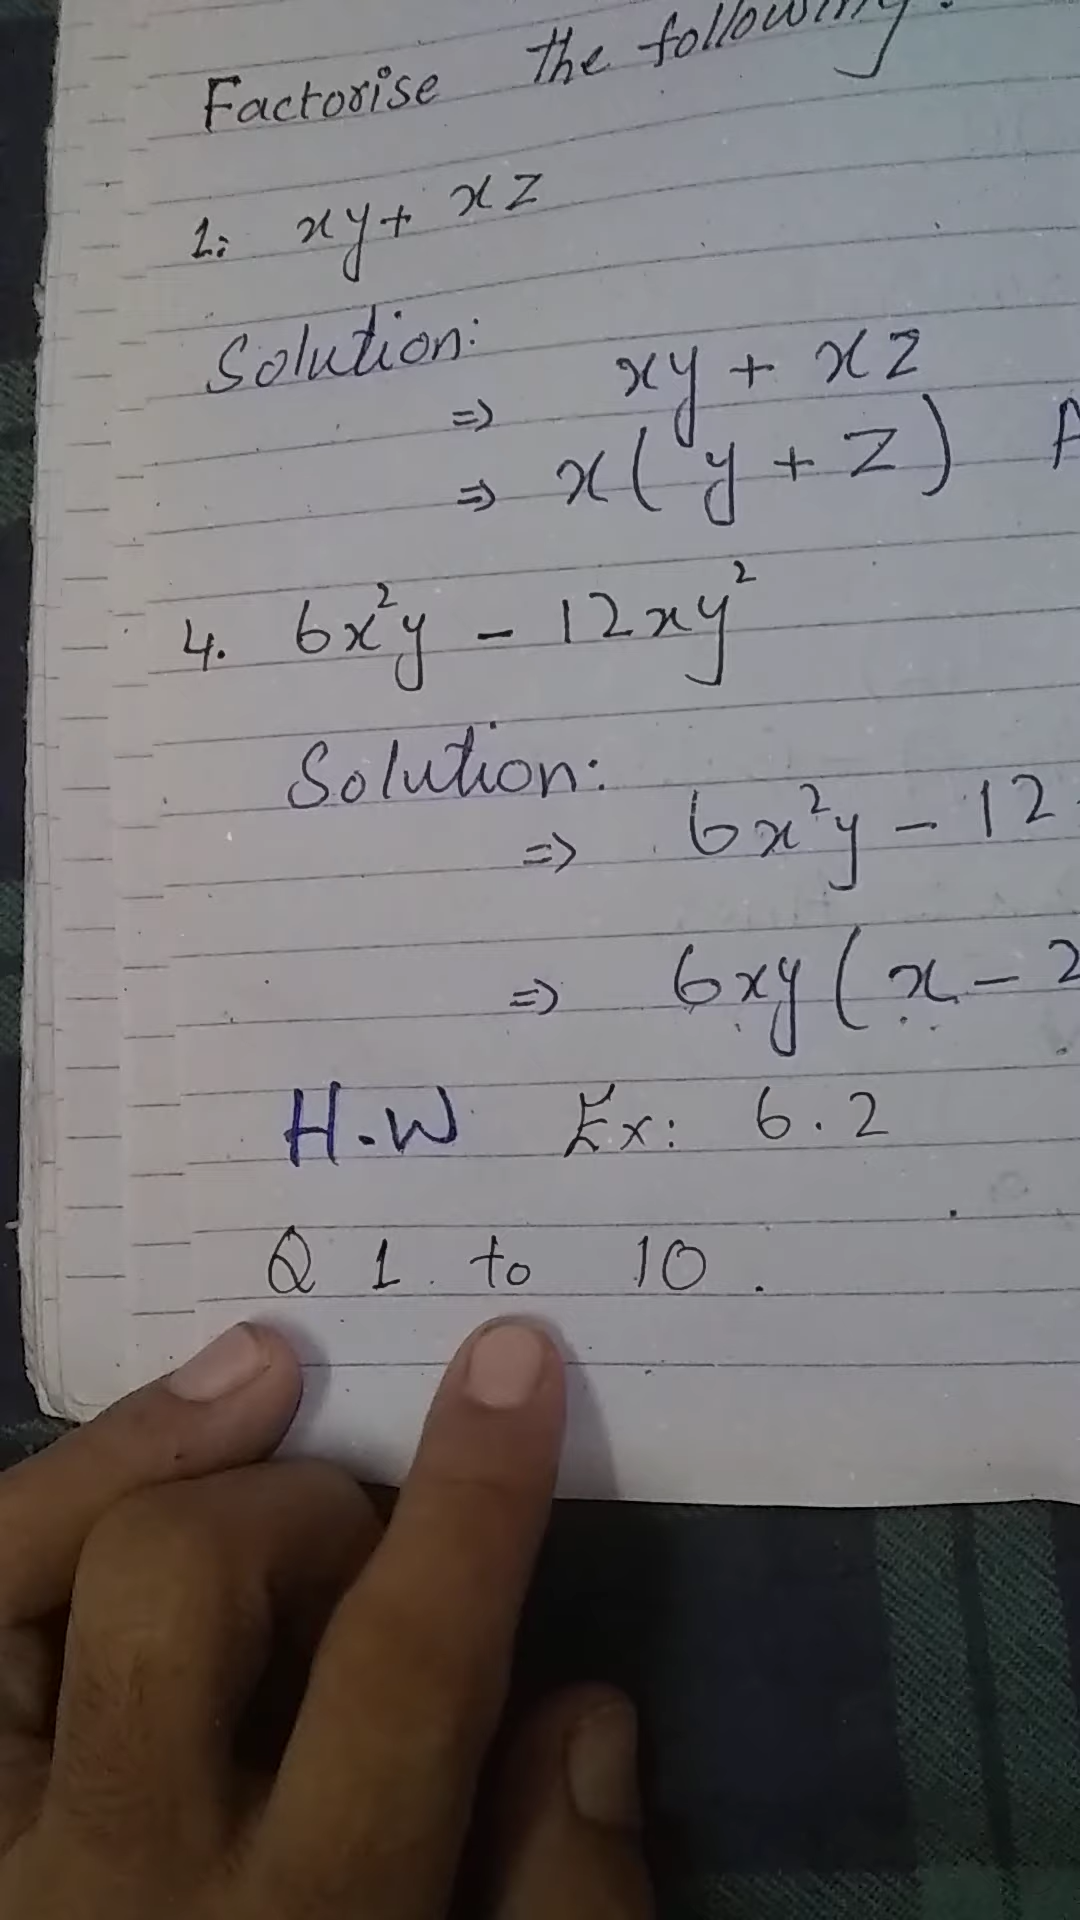 Factorise the following.
1: xy + xz
Solution:
⇒ xy + xz
⇒ x(y + z) A
4. 6x²y - 12xy²
Solution:
⇒ 6x²y - 12
⇒ 6xy(x - 2
H.W Ex: 6.2
Q 1 to 10.